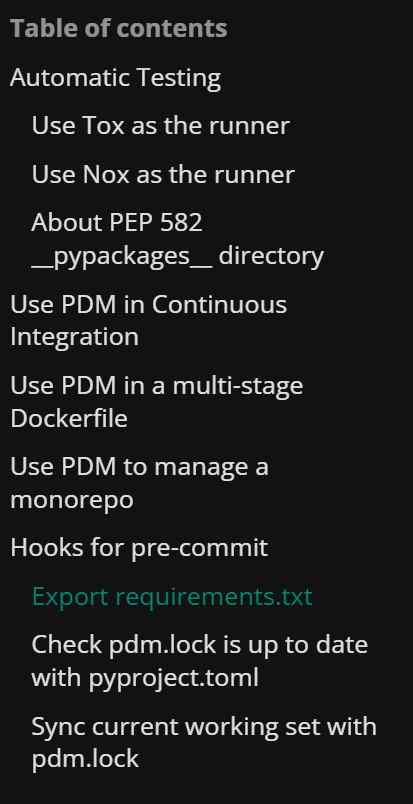 Table of contents
Automatic Testing
Use Tox as the runner
Use Nox as the runner
About PEP 582
__pypackages__ directory
Use PDM in Continuous
Integration
Use PDM in a multi-stage
Dockerfile
Use PDM to manage a
monorepo
Hooks for pre-commit
Export requirements.txt
Check pdm.lock is up to date
with pyproject.toml
Sync current working set with
pdm.lock